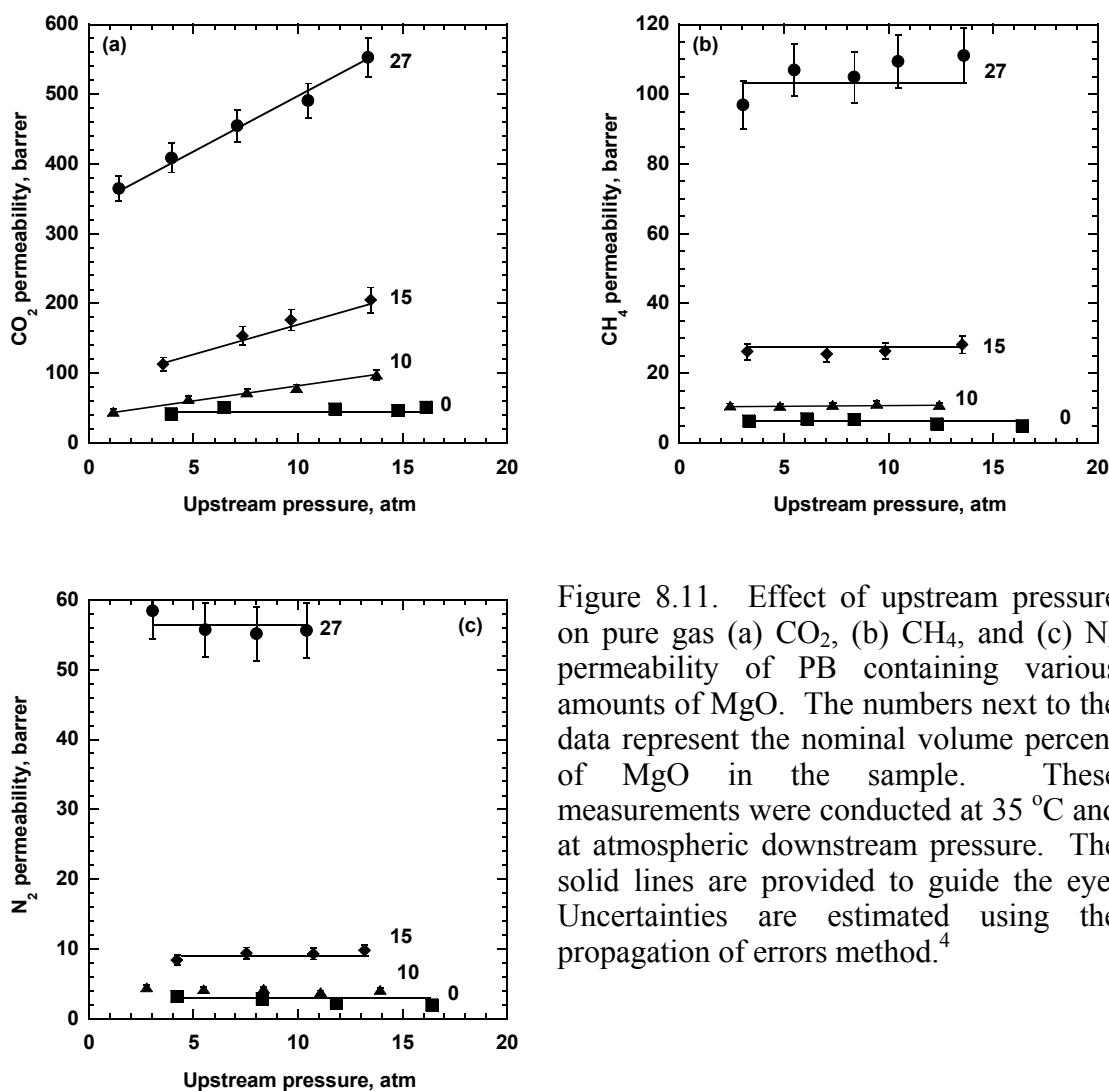 (a)
600
500
400
300
200
100
0
CO2 permeability, barrer
27
15
10
0
0 5 10 15 20
Upstream pressure, atm
(b)
120
100
80
60
40
20
0
CH4 permeability, barrer
27
15
10
0
0 5 10 15 20
Upstream pressure, atm
(c)
60
50
40
30
20
10
0
N2 permeability, barrer
27
15
10
0
0 5 10 15 20
Upstream pressure, atm
Figure 8.11. Effect of upstream pressure
on pure gas (a) CO2, (b) CH4, and (c) N
permeability of PB containing various
amounts of MgO. The numbers next to the
data represent the nominal volume percen
of MgO in the sample. These
measurements were conducted at 35 °C and
at atmospheric downstream pressure. The
solid lines are provided to guide the eye
Uncertainties are estimated using the
propagation of errors method.4